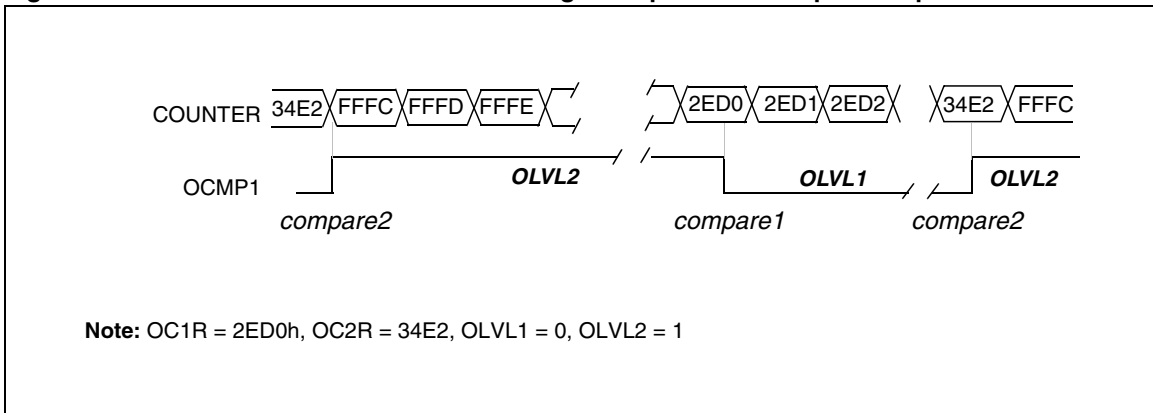 COUNTER 34E2 FFFC FFFD FFFE 2ED0 2ED1 2ED2 34E2 FFFC
OCMP1 OLVL2 OLVL1 OLVL2
compare2 compare1 compare2
Note: OC1R = 2ED0h, OC2R = 34E2, OLVL1 = 0, OLVL2 = 1